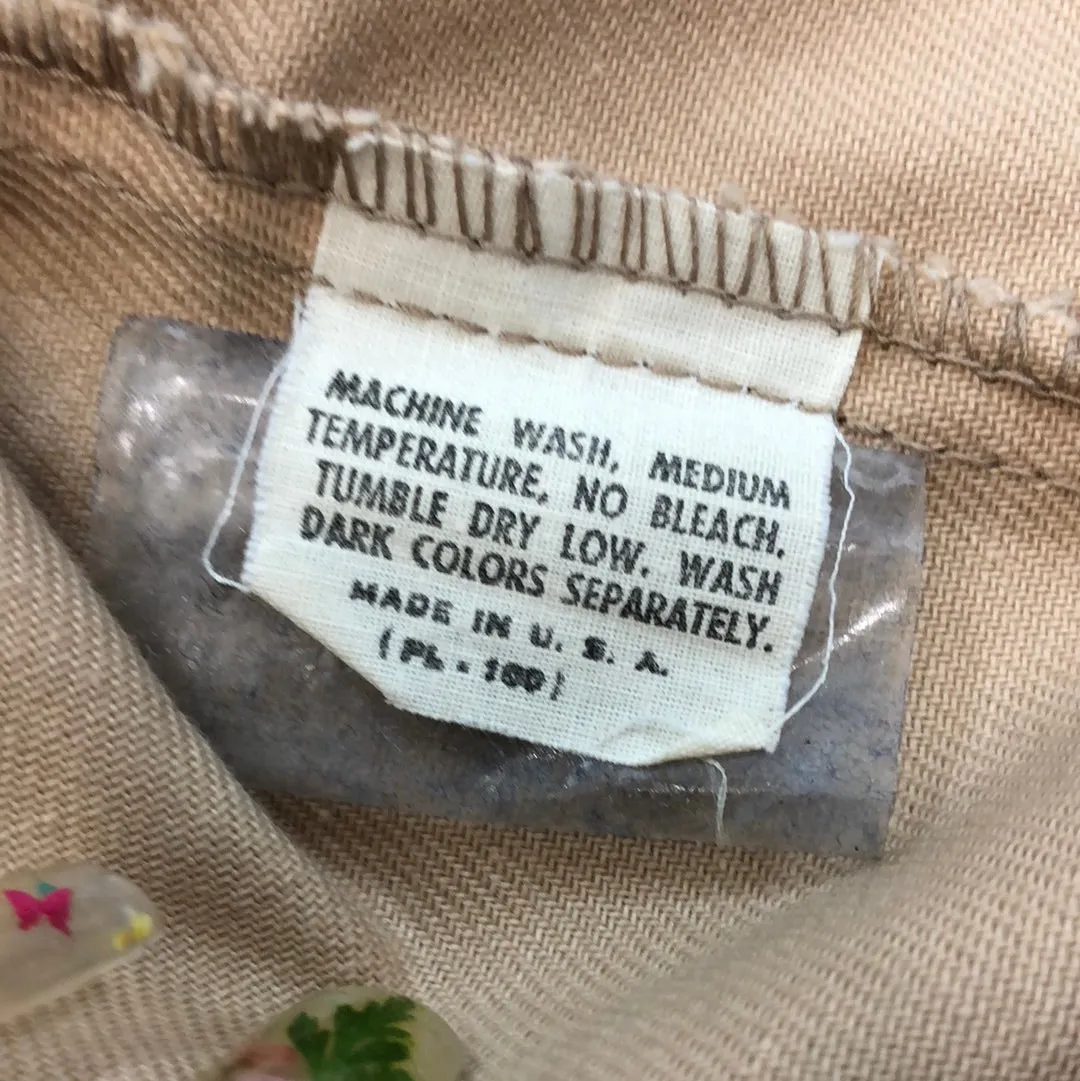 MACHINE WASH, MEDIUM
TEMPERATURE, NO BLEACH.
TUMBLE DRY LOW. WASH
DARK COLORS SEPARATELY.
MADE IN U. S. A.
(PL - 100)